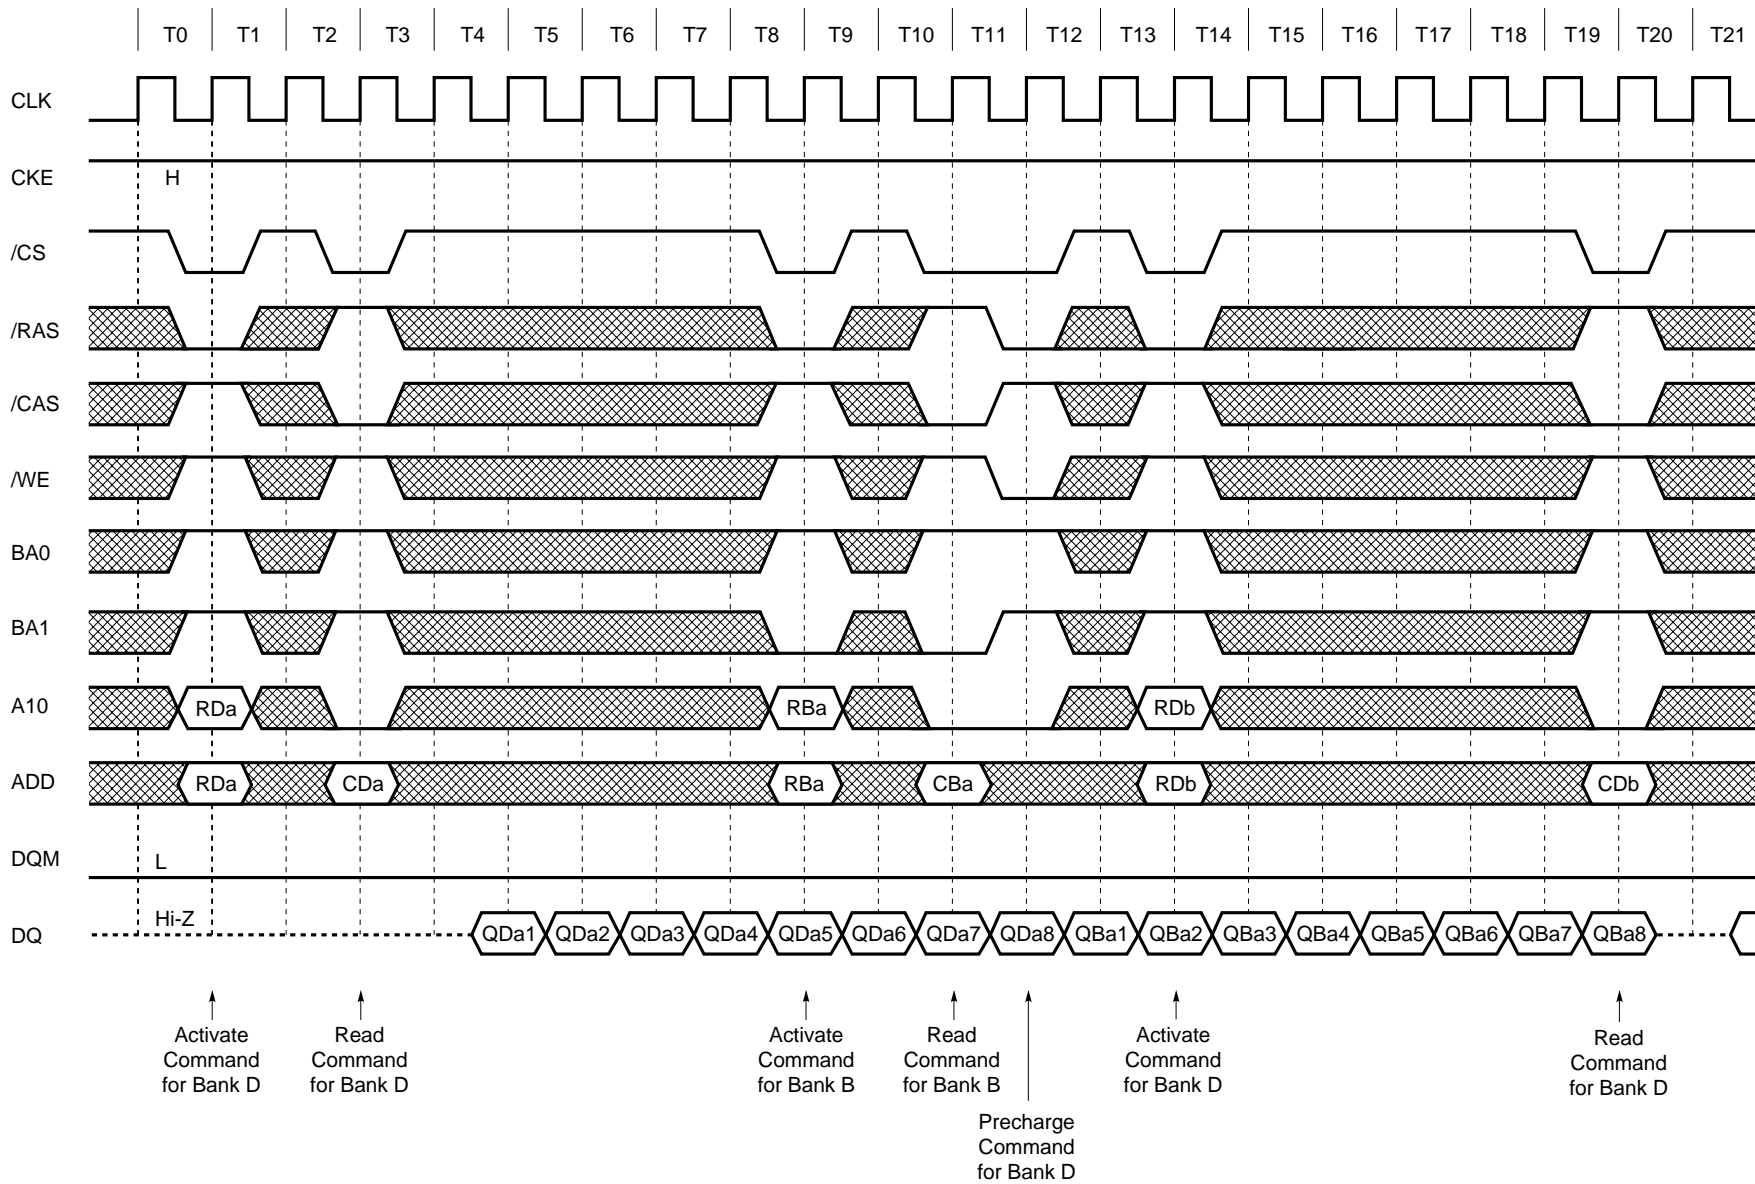 T0 T1 T2 T3 T4 T5 T6 T7 T8 T9 T10 T11 T12 T13 T14 T15 T16 T17 T18 T19 T20 T21
CLK
CKE H
/CS
/RAS
/CAS
/WE
BA0
BA1
A10 RDa RBa RDb
ADD RDa CDa RBa CBa RDb CDb
DQM L
DQ Hi-Z QDa1 QDa2 QDa3 QDa4 QDa5 QDa6 QDa7 QDa8 QBa1 QBa2 QBa3 QBa4 QBa5 QBa6 QBa7 QBa8
Activate
Command
for Bank D
Read
Command
for Bank D
Activate
Command
for Bank B
Read
Command
for Bank B
Precharge
Command
for Bank D
Activate
Command
for Bank D
Read
Command
for Bank D